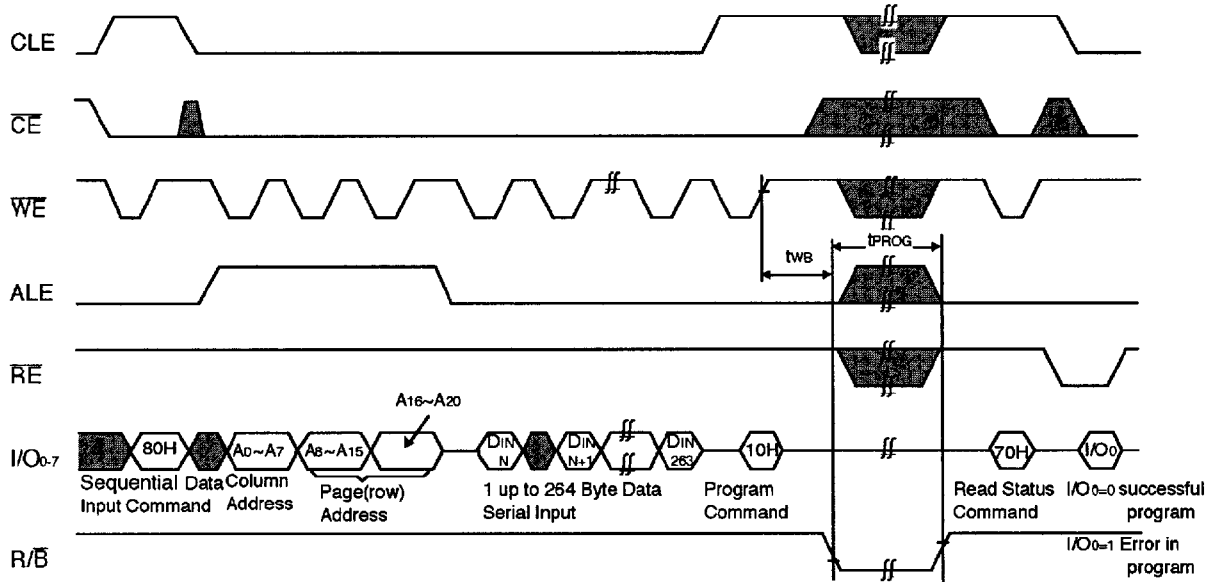 CLE
CE
WE
tWB
tPROG
ALE
RE
A16~A20
I/O0-7
80H
A0~A7
A8~A15
DIN N
DIN N+1
DIN 263
10H
70H
I/O0
Sequential Data
Input Command
Column
Address
Page(row)
Address
1 up to 264 Byte Data
Serial Input
Program
Command
Read Status
Command
I/O0=0 successful
program
I/O0=1 Error in
program
R/B